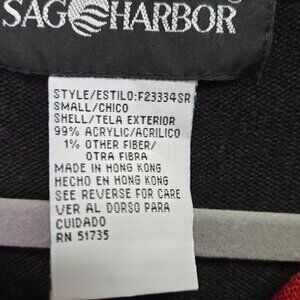 SAG HARBOR
STYLE/ESTILO:F23334SR
SMALL/CHICO
SHELL/TELA EXTERIOR
99% ACRYLIC/ACRILICO
1% OTHER FIBER/
OTRA FIBRA
MADE IN HONG KONG
HECHO EN HONG KONG
SEE REVERSE FOR CARE
VER AL DORSO PARA
CUIDADO
RN 51735